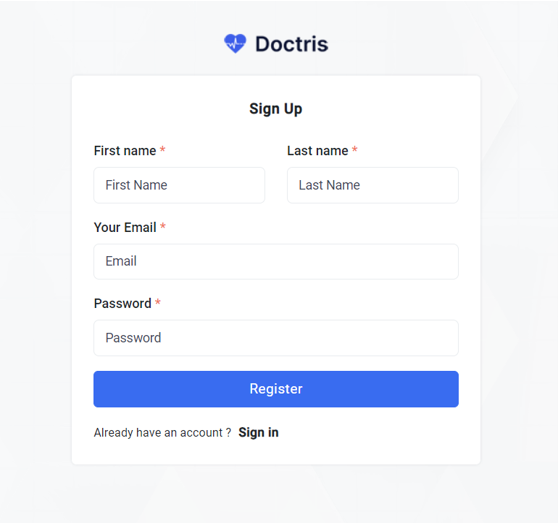 Doctris
Sign Up
First name * Last name *
First Name Last Name
Your Email *
Email
Password *
Password
Register
Already have an account ? Sign in